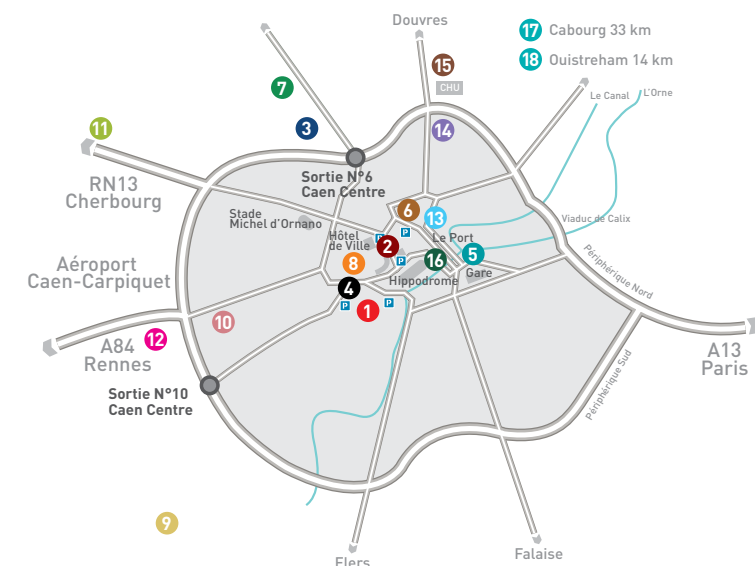 Douvres
17 Cabourg 33 km
18 Ouistreham 14 km
15
CHU
7
Le Canal
L'Orne
11
3
14
RN13
Cherbourg
Sortie N°6
Caen Centre
Stade
Michel d'Ornano
6
13
Viaduc de Calix
P
P
Hôtel
de Ville
2
Le Port
5
Périphérique Nord
Aéroport
Caen-Carpiquet
8
P
16
Gare
Hippodrome
4
P
P
1
10
12
A84
Rennes
A13
Paris
Sortie N°10
Caen Centre
Périphérique Sud
9
Flers
Falaise